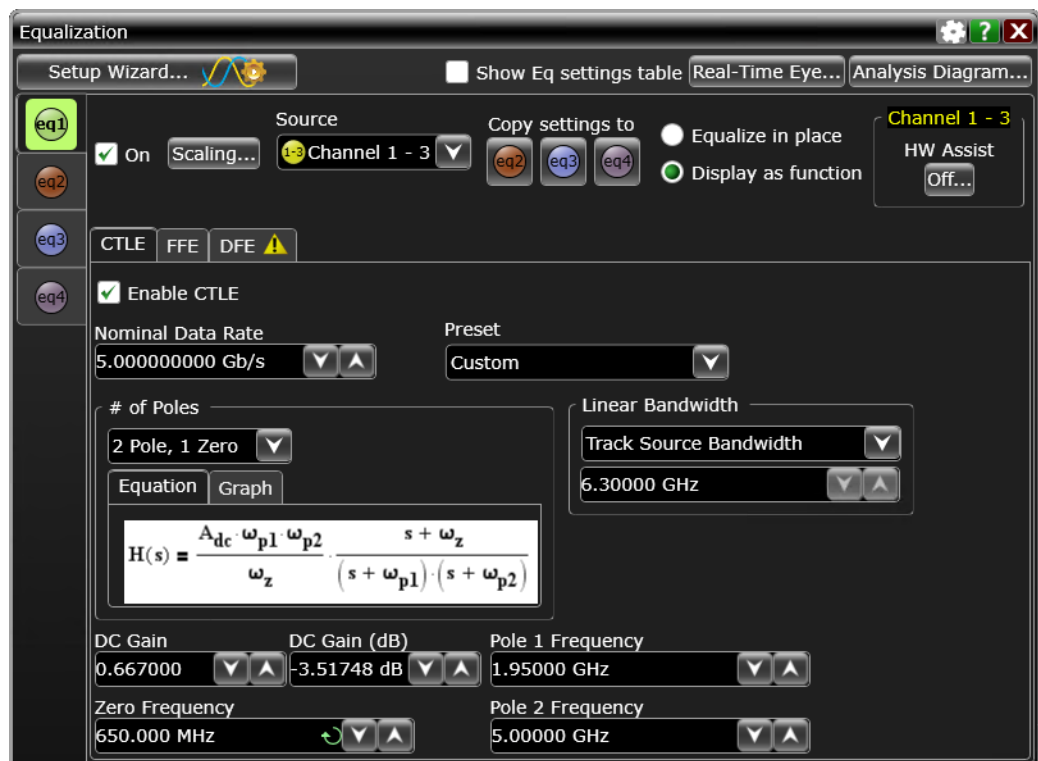 Equalization ?
Setup Wizard... Show Eq settings table Real-Time Eye... Analysis Diagram...
eq1
eq2
eq3
eq4
On Scaling...
Source
1-3 Channel 1 - 3
Copy settings to
eq2 eq3 eq4
Equalize in place
Display as function
Channel 1 - 3
HW Assist
Off...
CTLE FFE DFE
Enable CTLE
Nominal Data Rate
5.000000000 Gb/s
Preset
Custom
# of Poles
2 Pole, 1 Zero
Equation Graph
H(s) = (A_dc · ω_p1 · ω_p2) / ω_z · (s + ω_z) / ((s + ω_p1) · (s + ω_p2))
Linear Bandwidth
Track Source Bandwidth
6.30000 GHz
DC Gain DC Gain (dB) Pole 1 Frequency
0.667000 -3.51748 dB 1.95000 GHz
Zero Frequency Pole 2 Frequency
650.000 MHz 5.00000 GHz